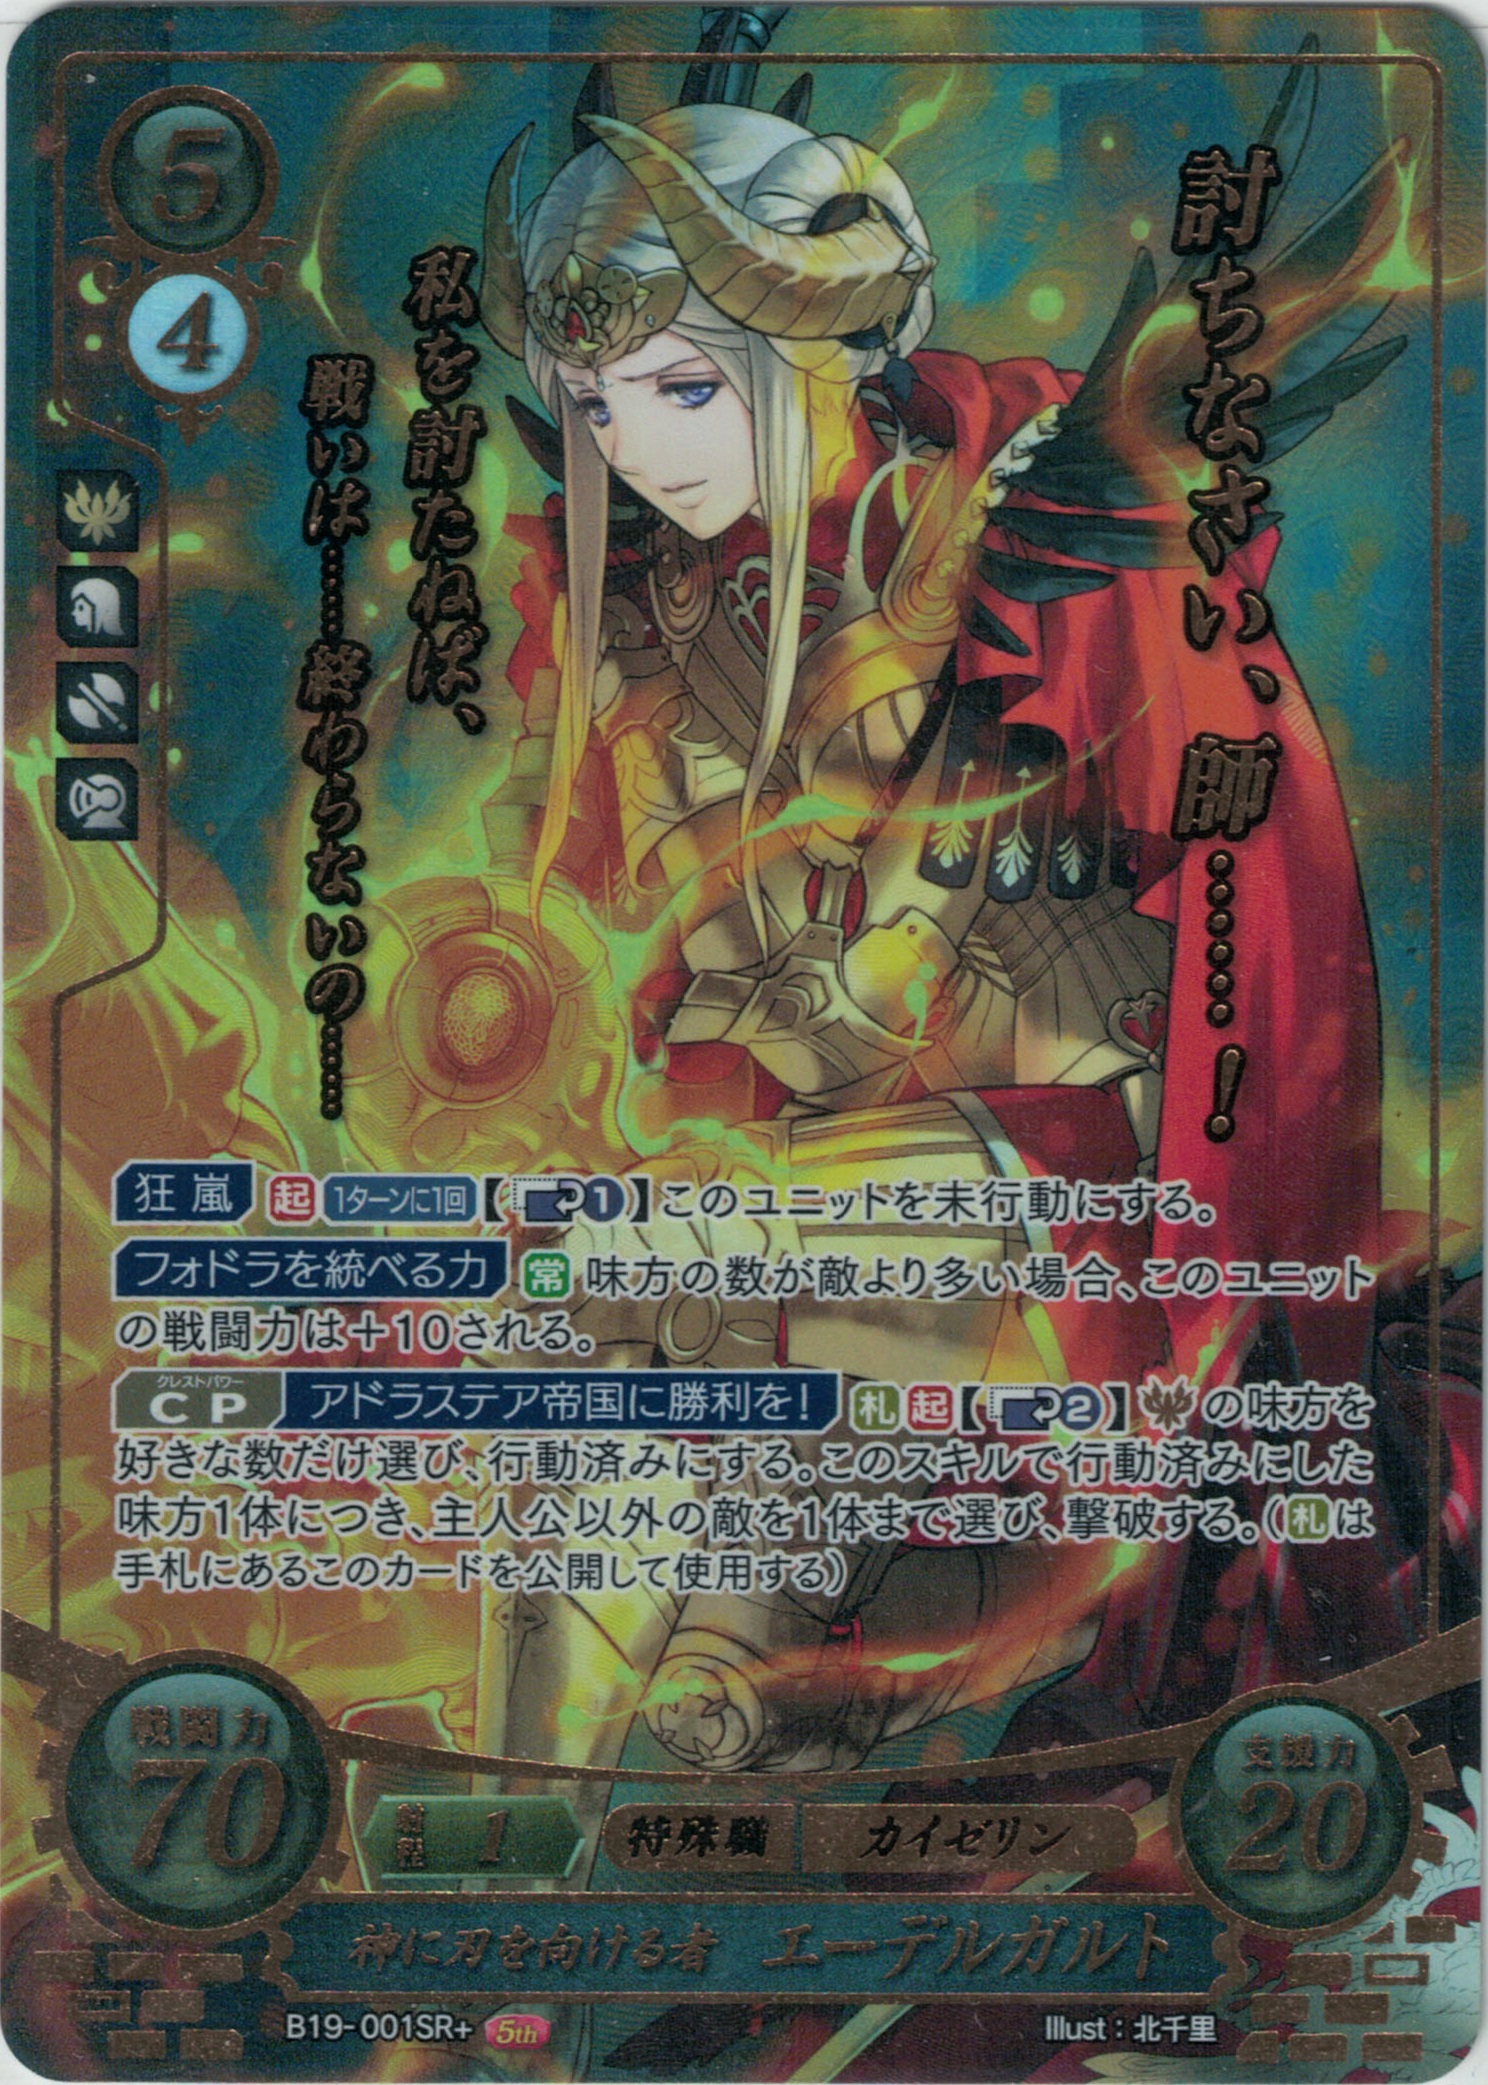 5
4
討ちなさい、師……！
私を討たねば、
戦いは……終わらないの……
狂嵐 起 1ターンに1回【 1】このユニットを未行動にする。
フォドラを統べる力 常 味方の数が敵より多い場合、このユニット
の戦闘力は＋10される。
クレストパワー
CP アドラステア帝国に勝利を！ 札 起【 2】 の味方を
好きな数だけ選び、行動済みにする。このスキルで行動済みにした
味方1体につき、主人公以外の敵を1体まで選び、撃破する。（札は
手札にあるこのカードを公開して使用する）
戦闘力
70
射程 1
特殊職 カイゼリン
支援力
20
神に刃を向ける者 エーデルガルト
B19-001SR+ 5th
Illust：北千里